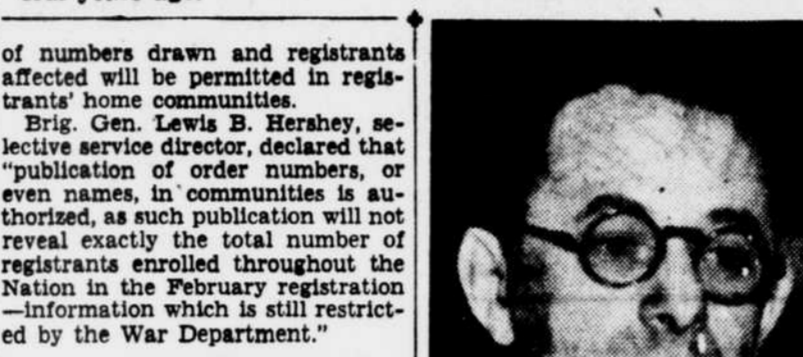 of numbers drawn and registrants
affected will be permitted in regis-
trants' home communities.
Brig. Gen. Lewis B. Hershey, se-
lective service director, declared that
“publication of order numbers, or
even names, in communities is au-
thorized, as such publication will not
reveal exactly the total number of
registrants enrolled throughout the
Nation in the February registration
—information which is still restrict-
ed by the War Department.”